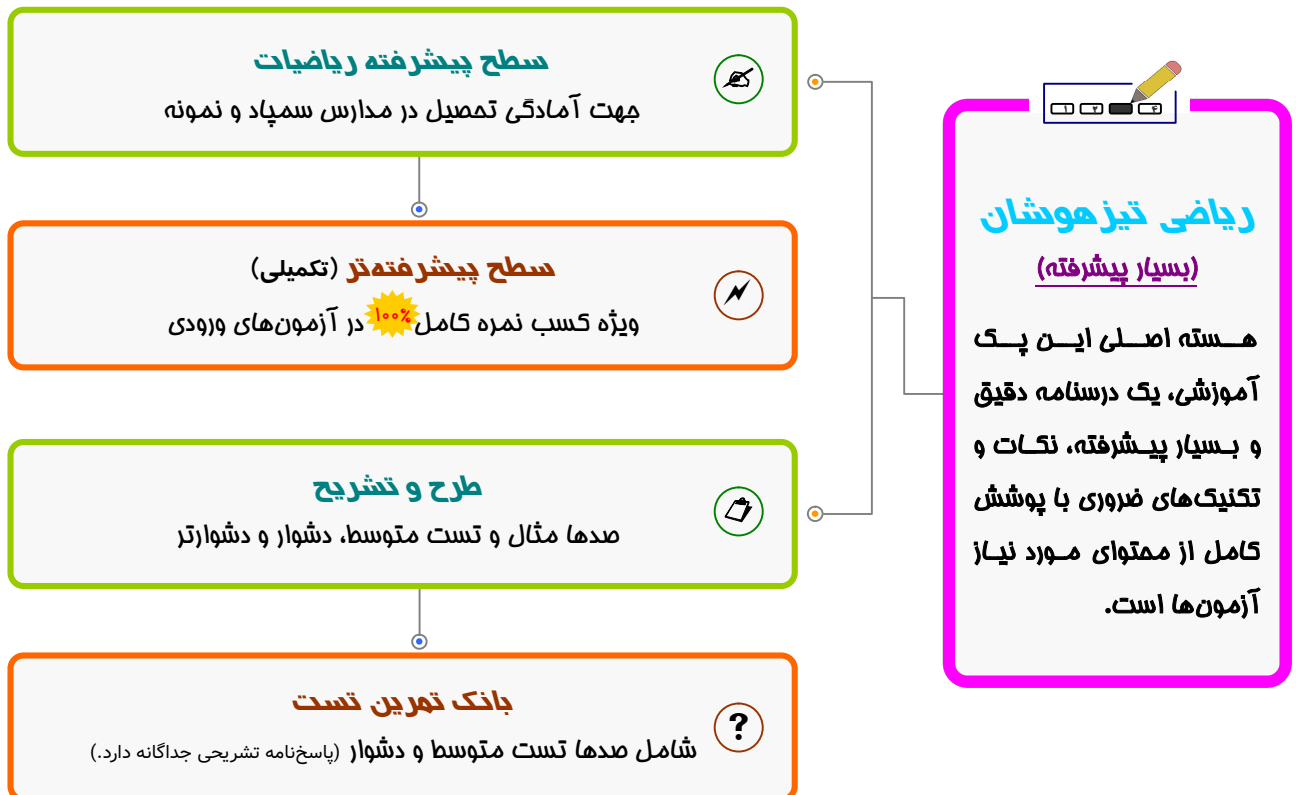 ۱ ۲ ۴
ریاضی تیزهوشان
(بسیار پیشرفته)
هسته اصلی این پک
آموزشی، یک درسنامه دقیق
و بسیار پیشرفته، نکات و
تکنیک‌های ضروری با پوشش
کامل از محتوای مورد نیاز
آزمون‌ها است.
سطح پیشرفته ریاضیات
جهت آمادگی تحصیل در مدارس سمپاد و نمونه
سطح پیشرفته‌تر (تکمیلی)
ویژه کسب نمره کامل ۱۰۰% در آزمون‌های ورودی
طرح و تشریح
صدها مثال و تست متوسط، دشوار و دشوارتر
بانک تمرین تست
?
شامل صدها تست متوسط و دشوار (پاسخ‌نامه تشریحی جداگانه دارد.)